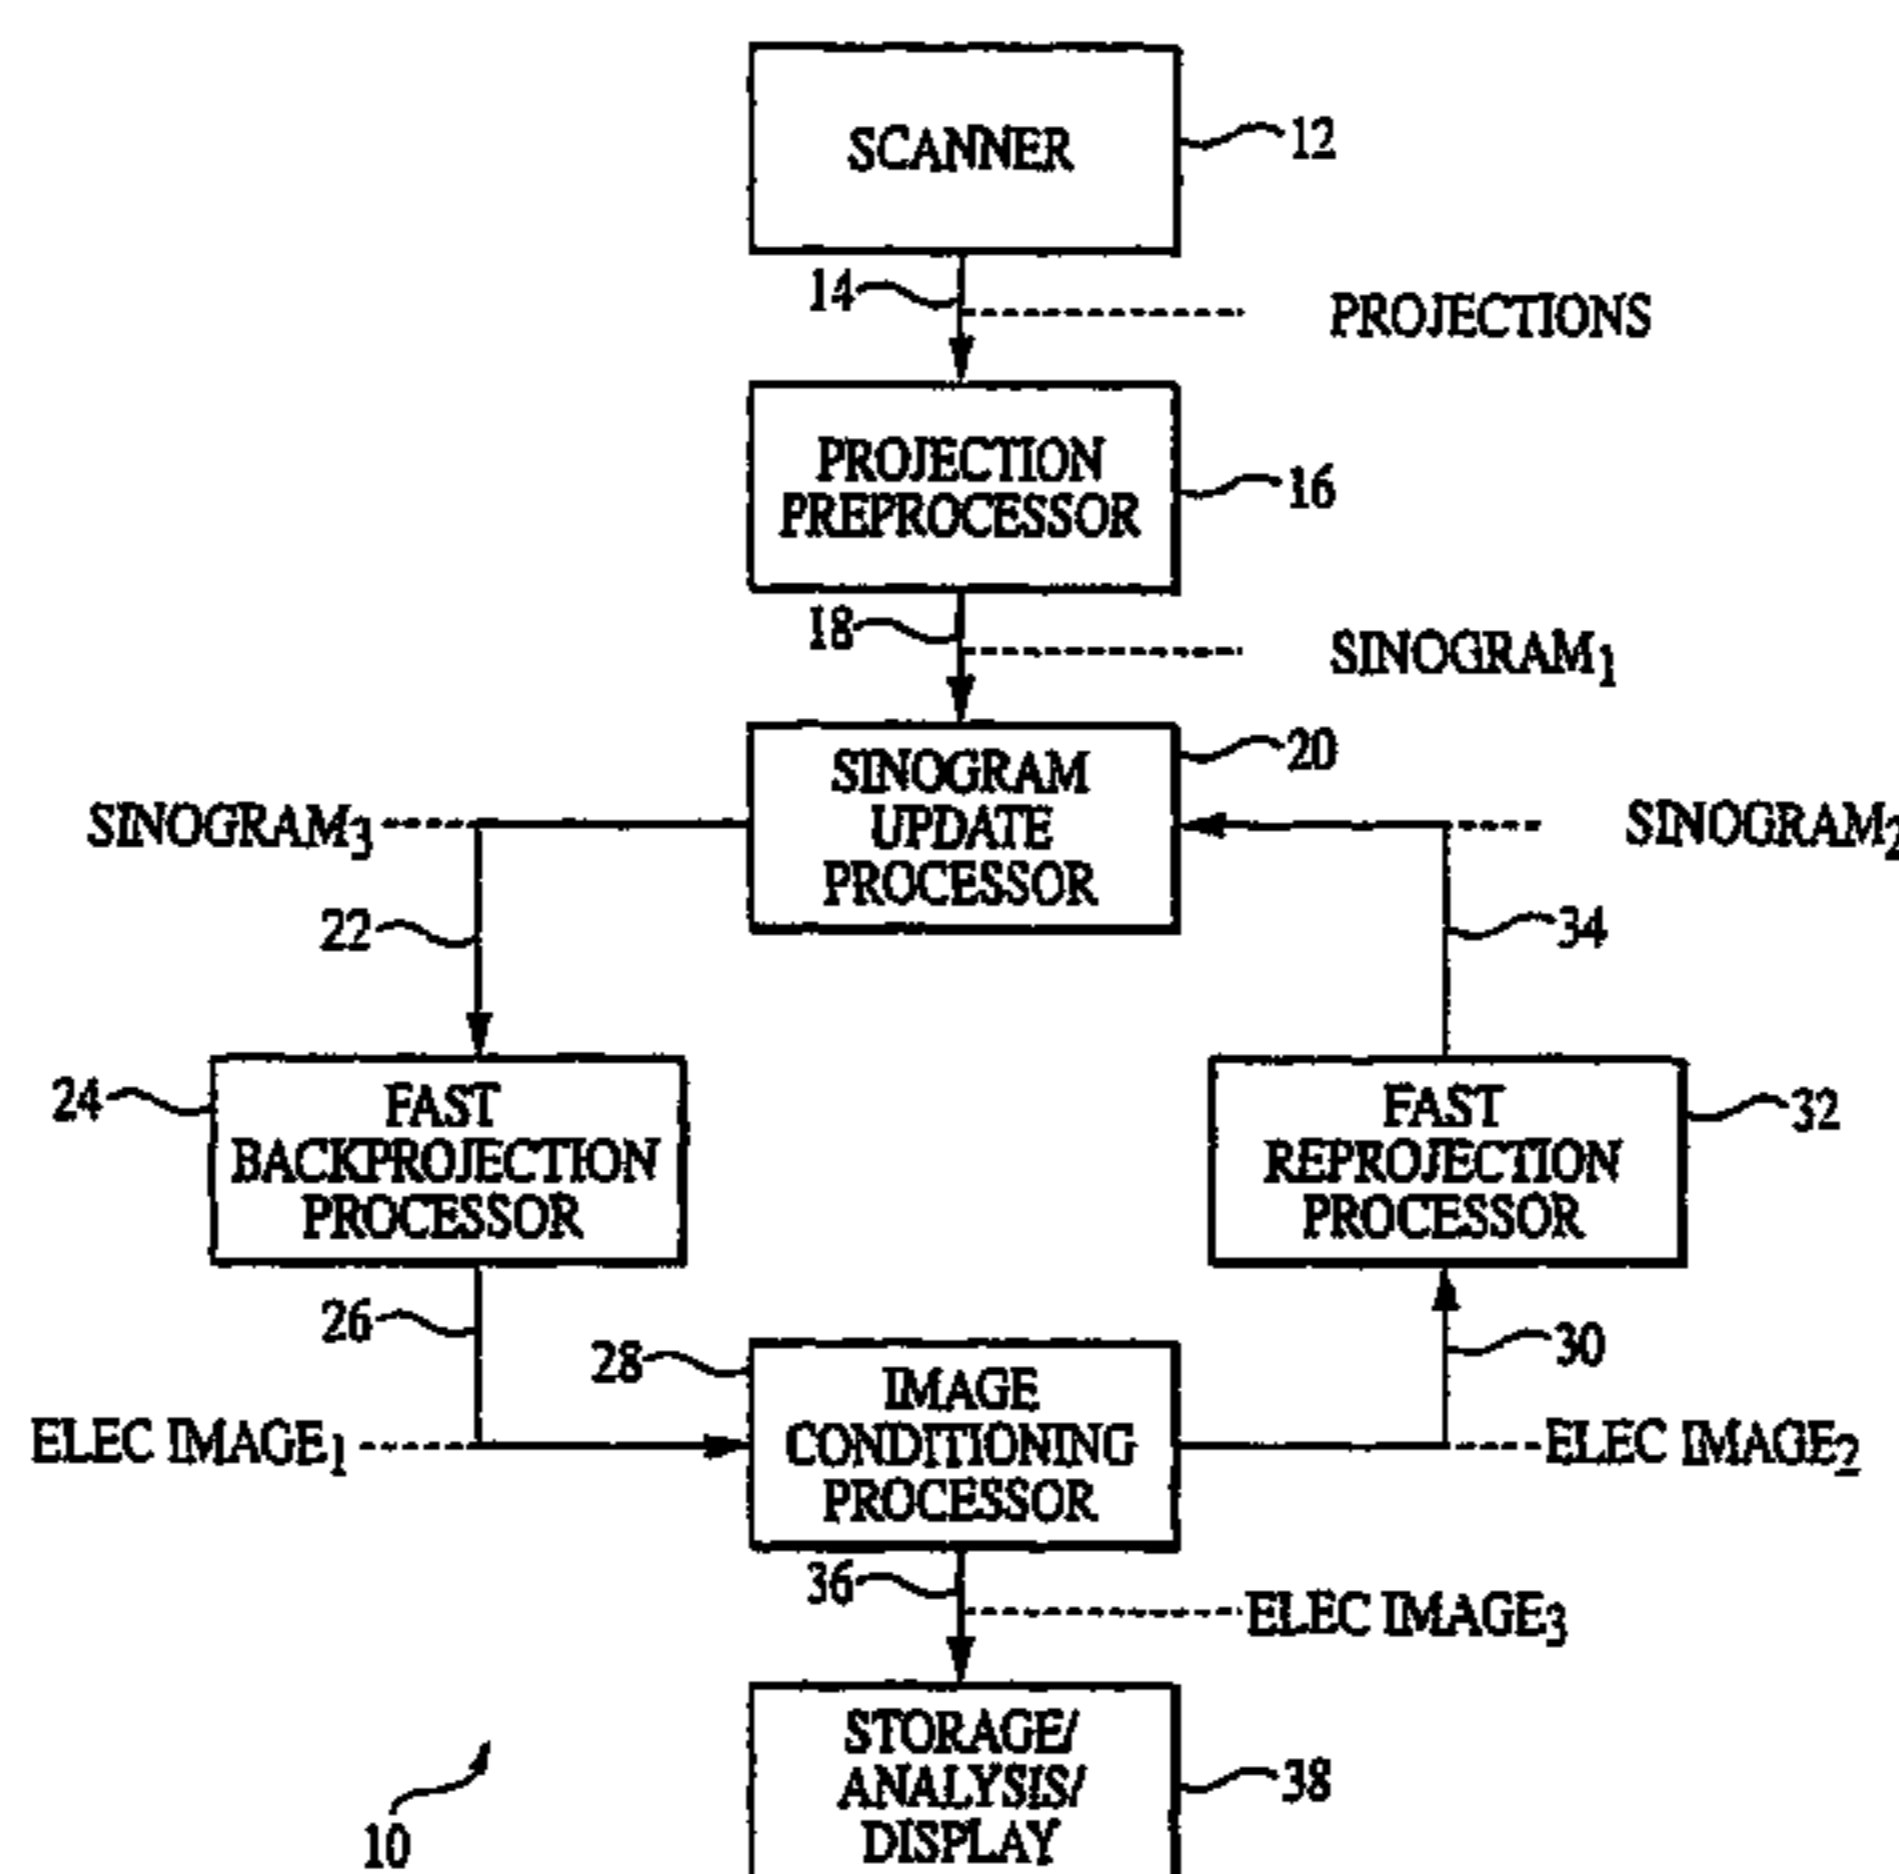 SCANNER
12
14
PROJECTIONS
PROJECTION
PREPROCESSOR
16
18
SINOGRAM1
SINOGRAM
UPDATE
PROCESSOR
20
SINOGRAM3
SINOGRAM2
22
34
24
FAST
BACKPROJECTION
PROCESSOR
FAST
REPROJECTION
PROCESSOR
32
26
28
IMAGE
CONDITIONING
PROCESSOR
30
ELEC IMAGE1
ELEC IMAGE2
36
ELEC IMAGE3
STORAGE/
ANALYSIS/
DISPLAY
38
10